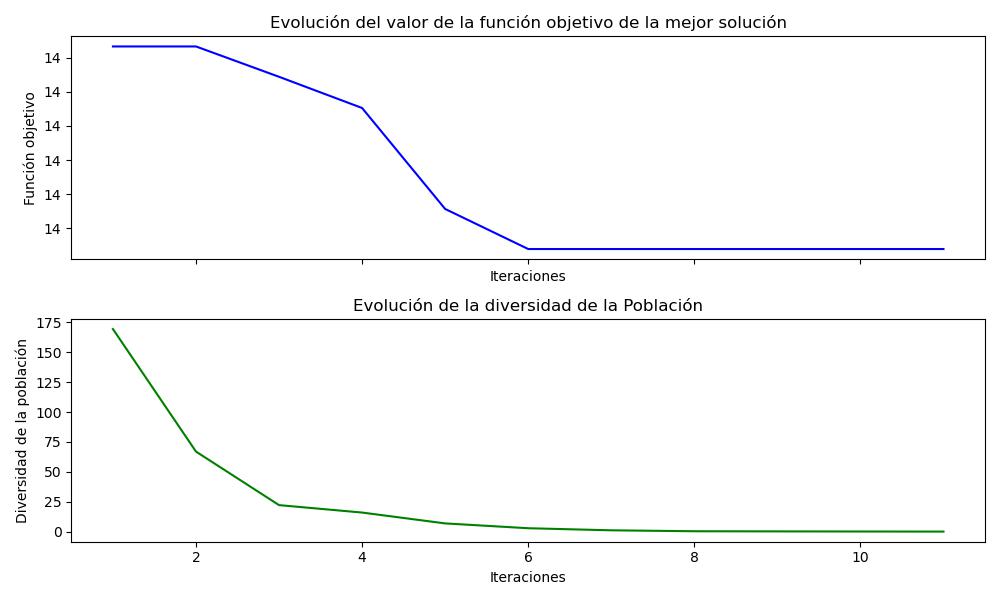 Evolución del valor de la función objetivo de la mejor solución
14
14
14
14
14
14
Función objetivo
Iteraciones
Evolución de la diversidad de la Población
175
150
125
100
75
50
25
0
Diversidad de la población
2 4 6 8 10
Iteraciones